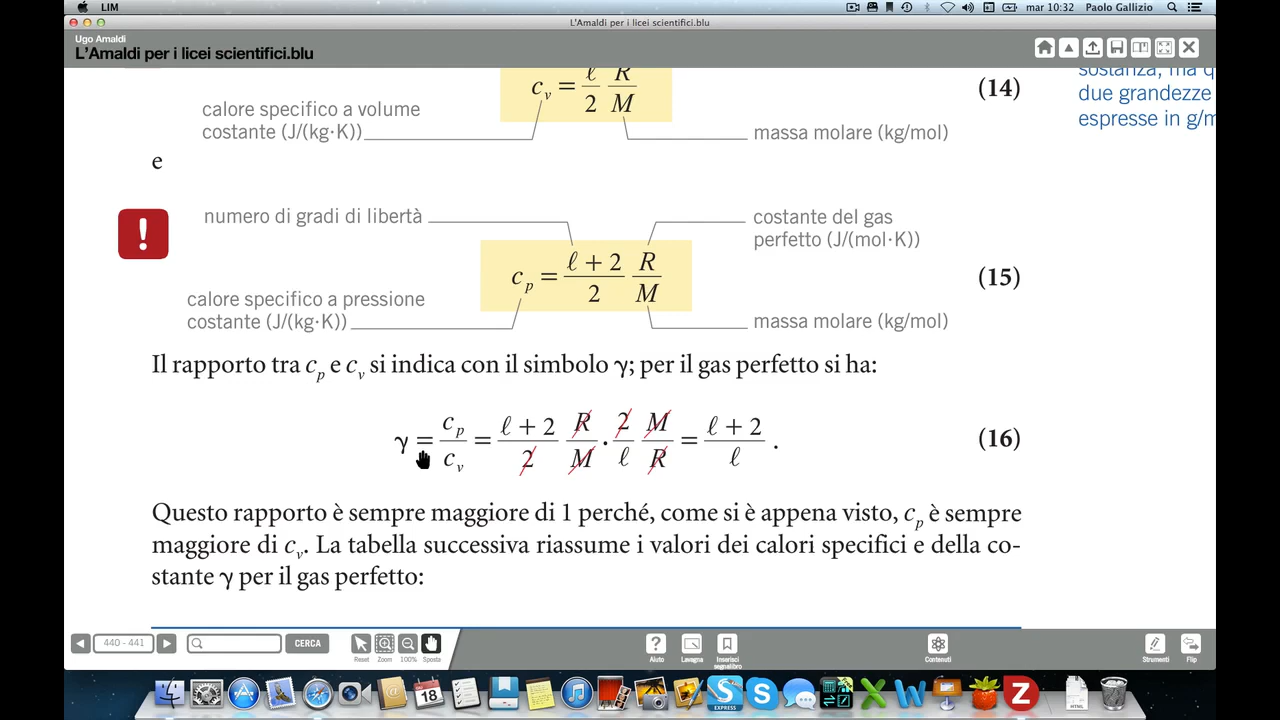 LIM
mar 10:32 Paolo Gallizio
L'Amaldi per i licei scientifici.blu
Ugo Amaldi
L'Amaldi per i licei scientifici.blu
c_v = ℓ/2 R/M
(14)
due grandezze
espresse in g/m
calore specifico a volume
costante (J/(kg·K))
massa molare (kg/mol)
e
!
numero di gradi di libertà
costante del gas
perfetto (J/(mol·K))
c_p = (ℓ + 2)/2 R/M
(15)
calore specifico a pressione
costante (J/(kg·K))
massa molare (kg/mol)
Il rapporto tra c_p e c_v si indica con il simbolo γ; per il gas perfetto si ha:
γ = c_p/c_v = (ℓ + 2)/2 R/M · 2/ℓ M/R = (ℓ + 2)/ℓ .
(16)
Questo rapporto è sempre maggiore di 1 perché, come si è appena visto, c_p è sempre
maggiore di c_v. La tabella successiva riassume i valori dei calori specifici e della co-
stante γ per il gas perfetto:
440 - 441
CERCA
Reset
Zoom
100%
Sposta
Aiuto
Lavagna
Inserisci
segnalibro
Contenuti
Strumenti
Flip
18
EXPRESS
HTML